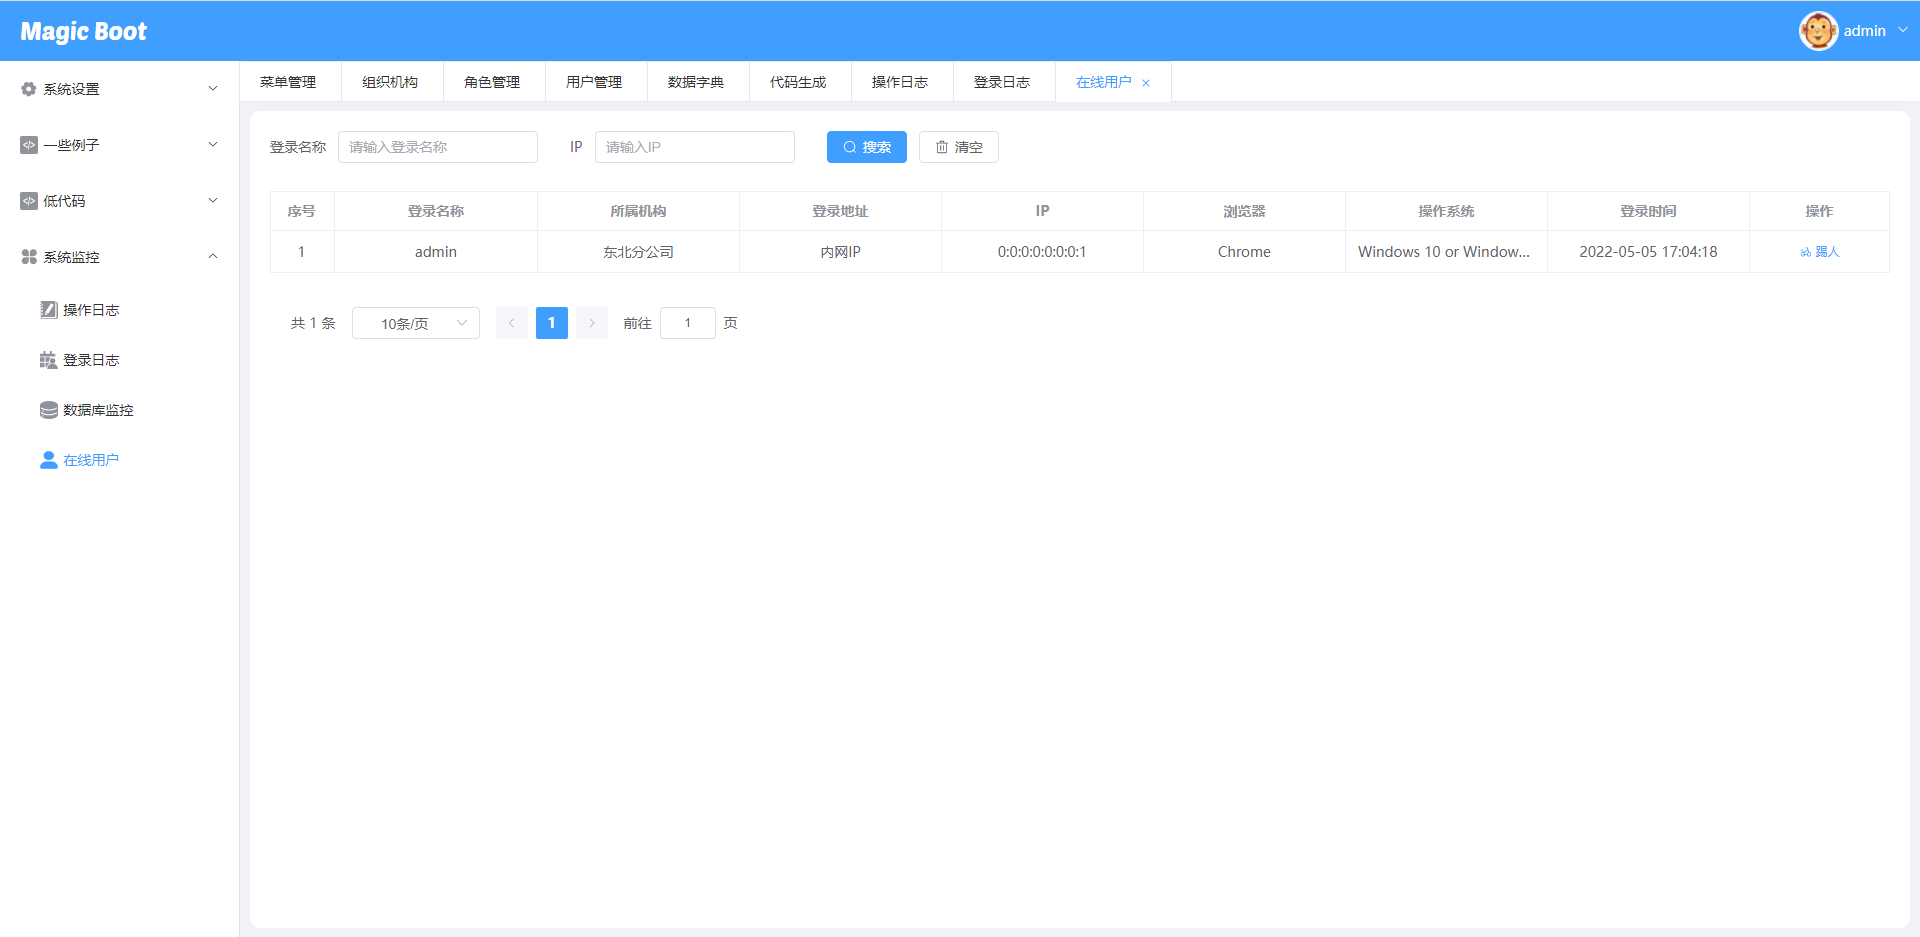 Magic Boot
admin
系统设置
一些例子
低代码
系统监控
操作日志
登录日志
数据库监控
在线用户
菜单管理 组织机构 角色管理 用户管理 数据字典 代码生成 操作日志 登录日志 在线用户
登录名称 请输入登录名称 IP 请输入IP 搜索 清空
序号 登录名称 所属机构 登录地址 IP 浏览器 操作系统 登录时间 操作
1 admin 东北分公司 内网IP 0:0:0:0:0:0:0:1 Chrome Windows 10 or Window... 2022-05-05 17:04:18 踢人
共 1 条 10条/页 1 前往 1 页